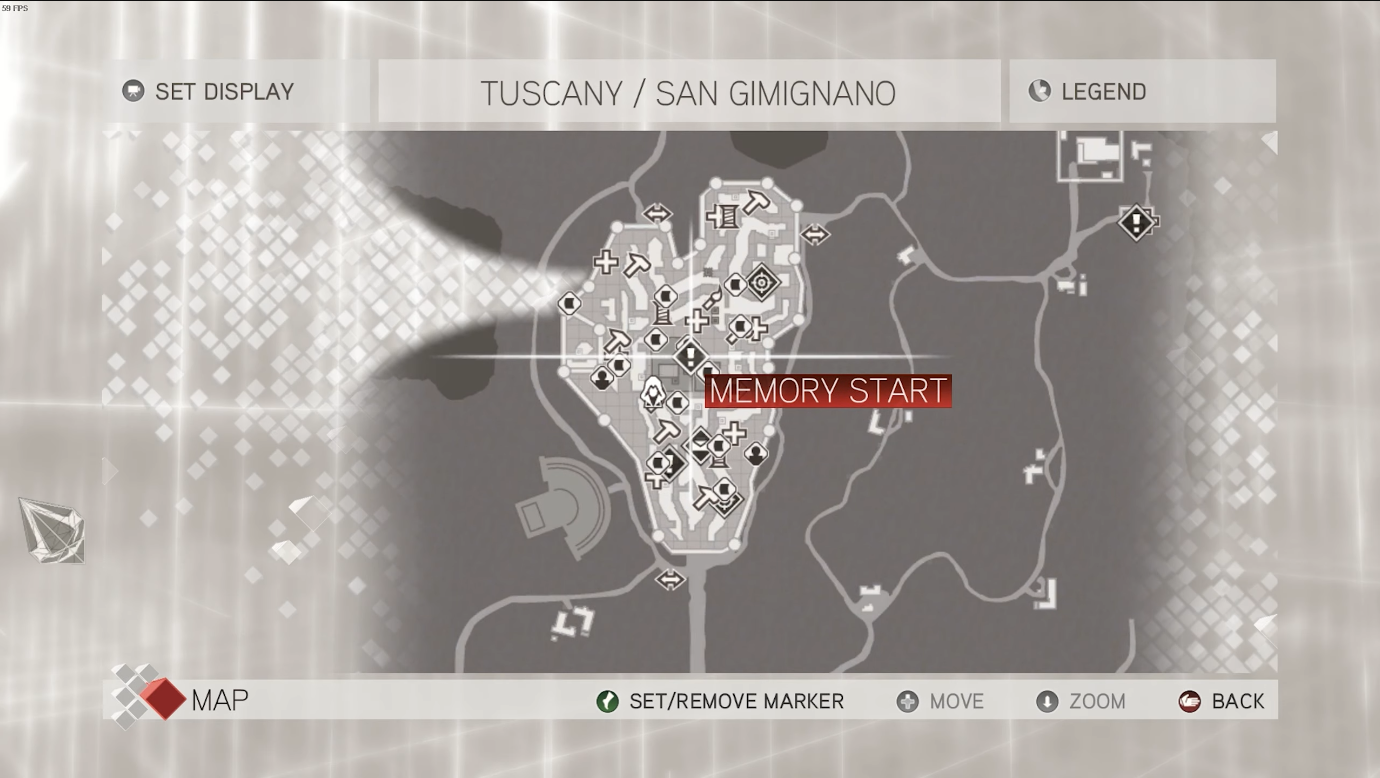 59 FPS
SET DISPLAY
TUSCANY / SAN GIMIGNANO
LEGEND
MEMORY START
MAP
SET/REMOVE MARKER
MOVE
ZOOM
BACK